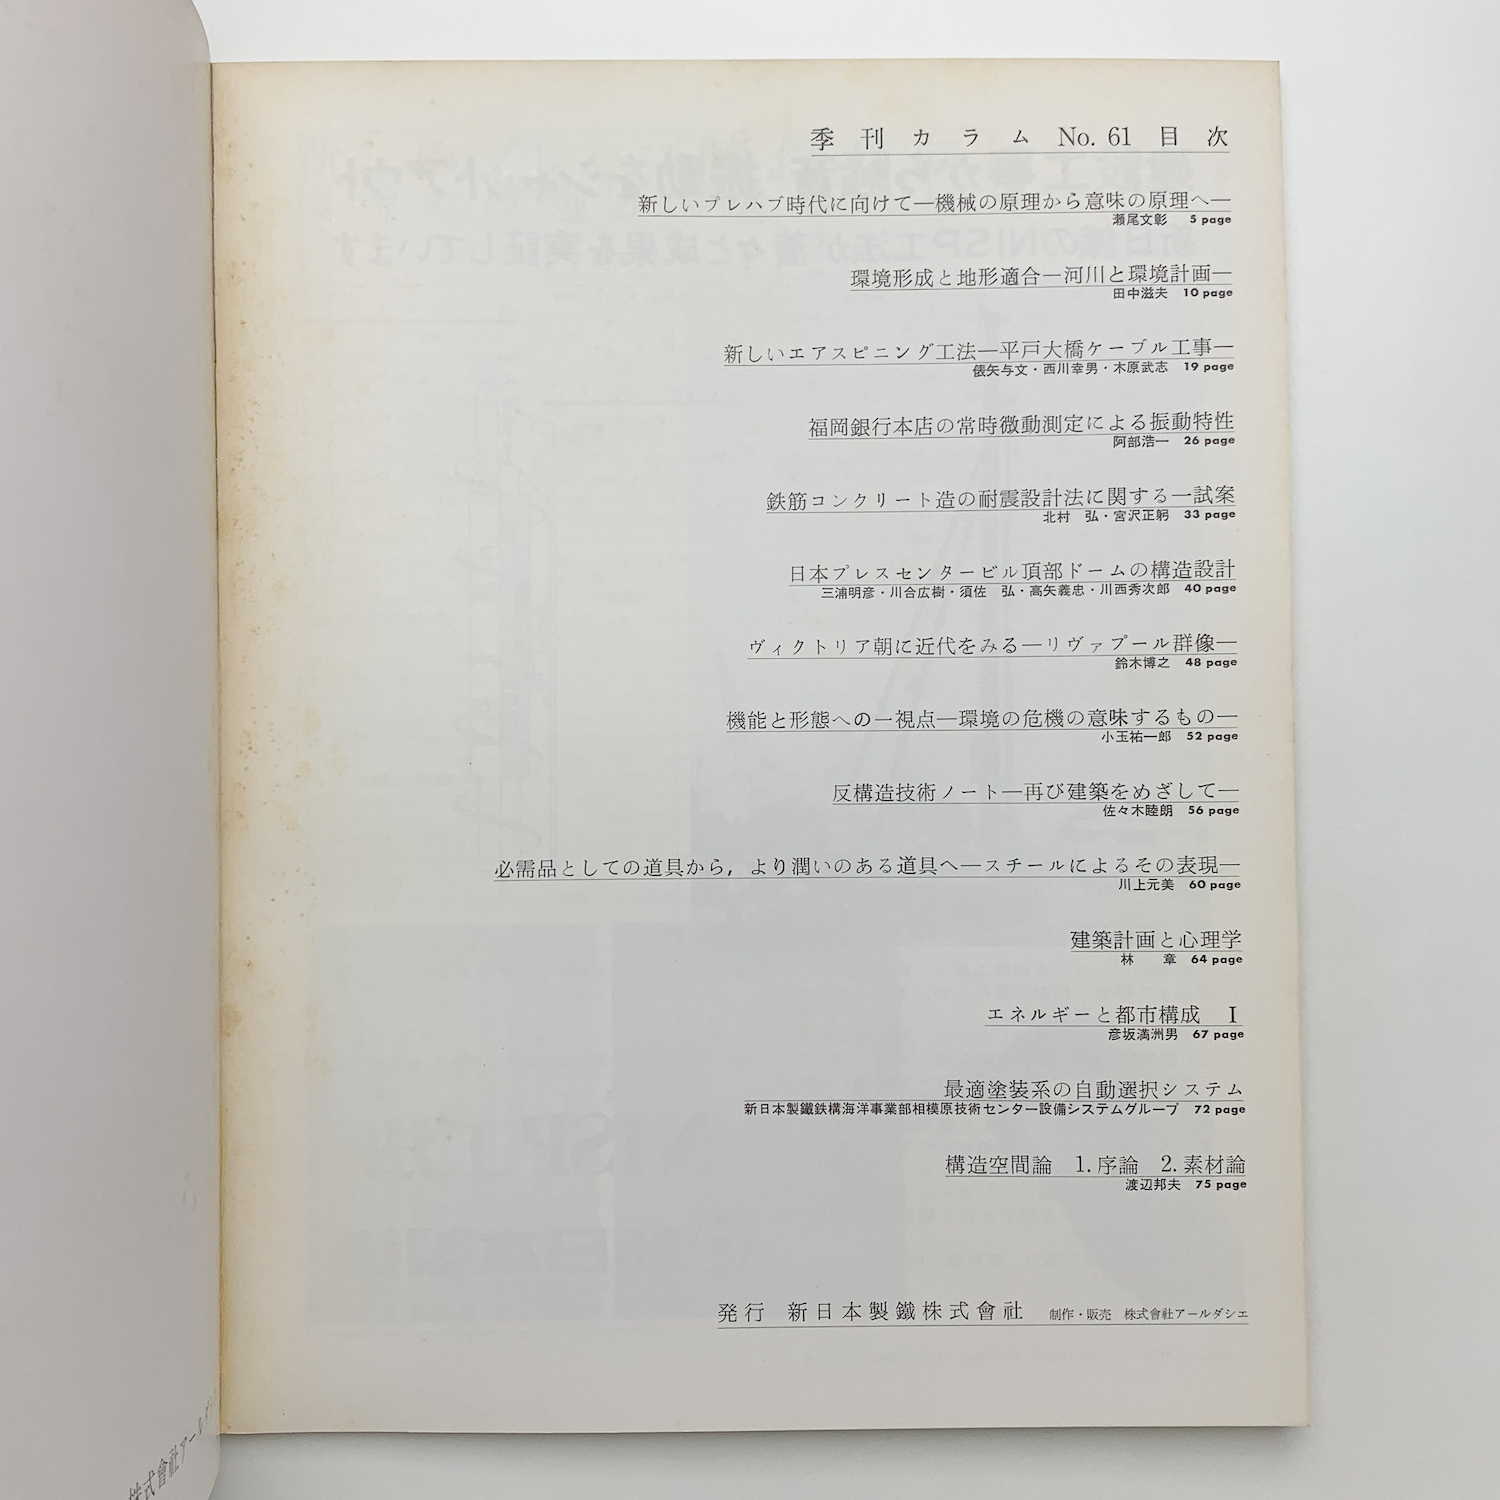 季刊カラム No. 61 目次
新しいプレハブ時代に向けて―機械の原理から意味の原理へ―
瀬尾文彰 5 page
環境形成と地形適合―河川と環境計画―
田中滋夫 10 page
新しいエアスピニング工法―平戸大橋ケーブル工事―
俵矢与文・西川幸男・木原武志 19 page
福岡銀行本店の常時微動測定による振動特性
阿部浩一 26 page
鉄筋コンクリート造の耐震設計法に関する一試案
北村 弘・宮沢正躬 33 page
日本プレスセンタービル頂部ドームの構造設計
三浦明彦・川合広樹・須佐 弘・高矢義忠・川西秀次郎 40 page
ヴィクトリア朝に近代をみる―リヴァプール群像―
鈴木博之 48 page
機能と形態への一視点―環境の危機の意味するもの―
小玉祐一郎 52 page
反構造技術ノート―再び建築をめざして―
佐々木睦朗 56 page
必需品としての道具から，より潤いのある道具へ―スチールによるその表現―
川上元美 60 page
建築計画と心理学
林 章 64 page
エネルギーと都市構成 I
彦坂満洲男 67 page
最適塗装系の自動選択システム
新日本製鐵鉄構海洋事業部相模原技術センター設備システムグループ 72 page
構造空間論 1. 序論 2. 素材論
渡辺邦夫 75 page
発行 新日本製鐵株式會社 制作・販売 株式會社アールダシエ
株式會社アールダシ